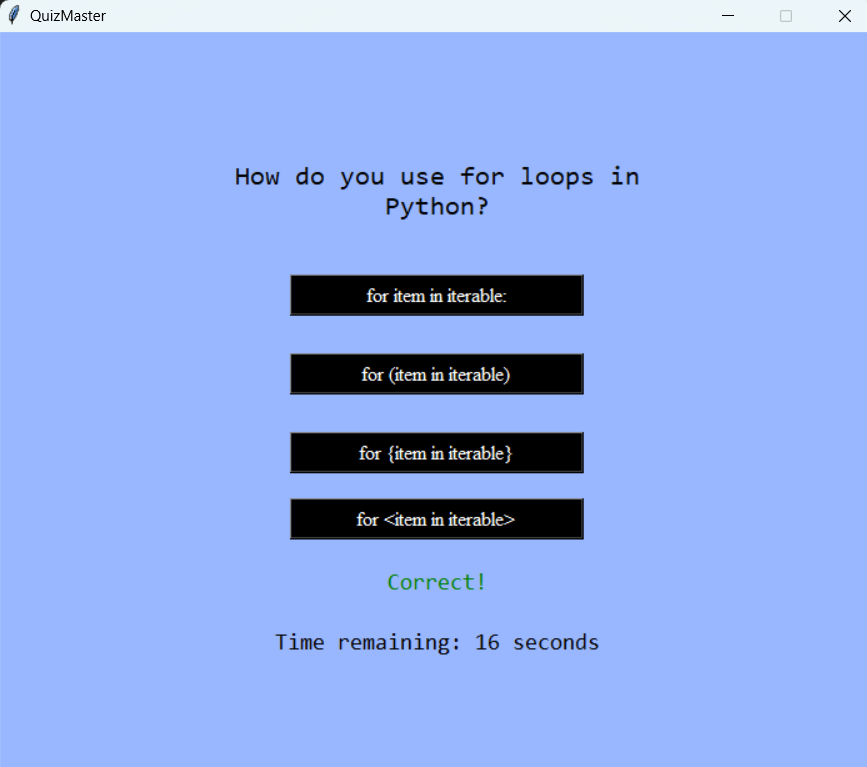 QuizMaster
How do you use for loops in
Python?
for item in iterable:
for (item in iterable)
for {item in iterable}
for <item in iterable>
Correct!
Time remaining: 16 seconds